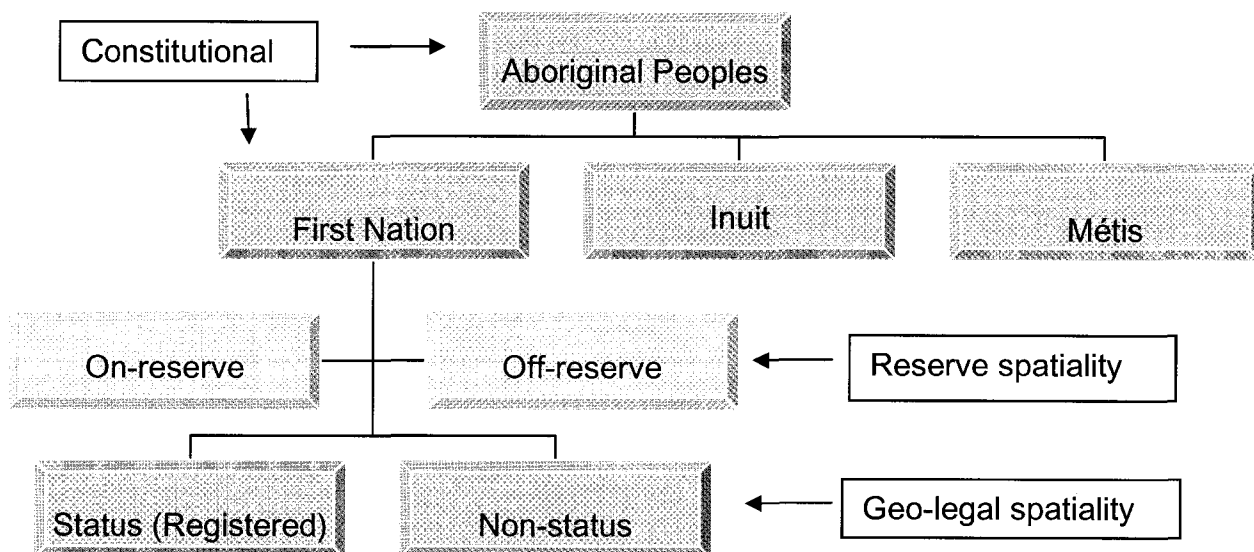 Constitutional
Aboriginal Peoples
First Nation
Inuit
Métis
On-reserve
Off-reserve
Reserve spatiality
Status (Registered)
Non-status
Geo-legal spatiality